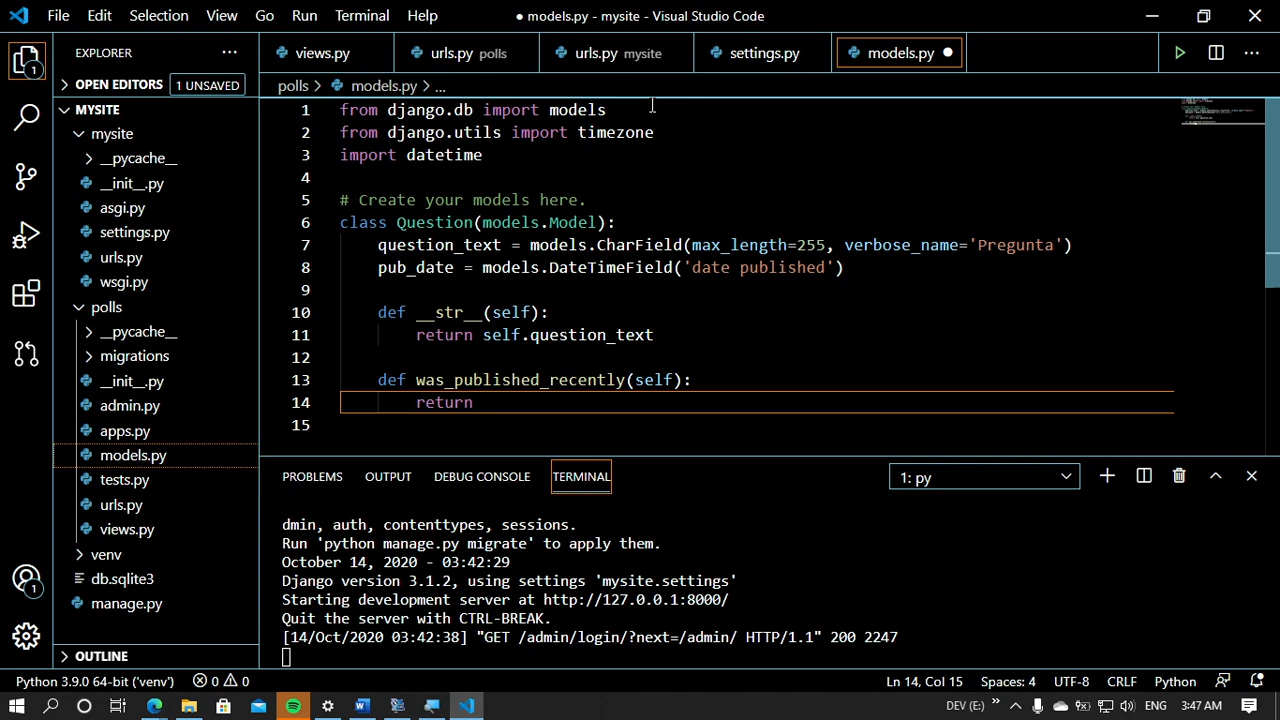 File Edit Selection View Go Run Terminal Help
● models.py - mysite - Visual Studio Code
EXPLORER
views.py
urls.py polls
urls.py mysite
settings.py
models.py
OPEN EDITORS
1 UNSAVED
polls
models.py
...
MYSITE
mysite
__pycache__
__init__.py
asgi.py
settings.py
urls.py
wsgi.py
polls
__pycache__
migrations
__init__.py
admin.py
apps.py
models.py
tests.py
urls.py
views.py
venv
db.sqlite3
manage.py
OUTLINE
1 from django.db import models
2 from django.utils import timezone
3 import datetime
4
5 # Create your models here.
6 class Question(models.Model):
7 question_text = models.CharField(max_length=255, verbose_name='Pregunta')
8 pub_date = models.DateTimeField('date published')
9
10 def __str__(self):
11 return self.question_text
12
13 def was_published_recently(self):
14 return
15
PROBLEMS OUTPUT DEBUG CONSOLE TERMINAL
1: py
dmin, auth, contenttypes, sessions.
Run 'python manage.py migrate' to apply them.
October 14, 2020 - 03:42:29
Django version 3.1.2, using settings 'mysite.settings'
Starting development server at http://127.0.0.1:8000/
Quit the server with CTRL-BREAK.
[14/Oct/2020 03:42:38] "GET /admin/login/?next=/admin/ HTTP/1.1" 200 2247
1
1
Python 3.9.0 64-bit ('venv')
0
0
Ln 14, Col 15
Spaces: 4
UTF-8
CRLF
Python
DEV (E:)
ENG
3:47 AM